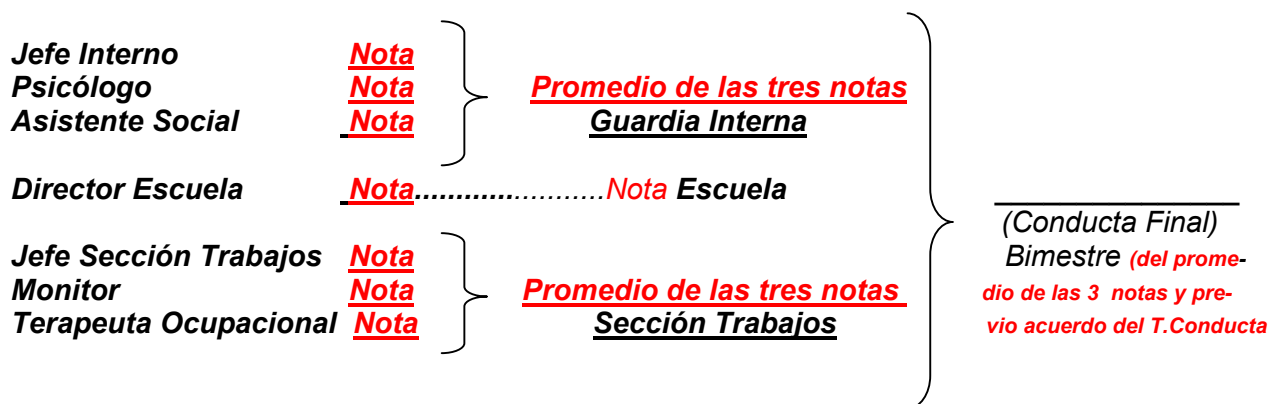 Jefe Interno Nota
Psicólogo Nota Promedio de las tres notas
Asistente Social Nota Guardia Interna
Director Escuela Nota.......................Nota Escuela
Jefe Sección Trabajos Nota
Monitor Nota Promedio de las tres notas
Terapeuta Ocupacional Nota Sección Trabajos
(Conducta Final)
Bimestre (del prome-
dio de las 3 notas y pre-
vio acuerdo del T.Conducta